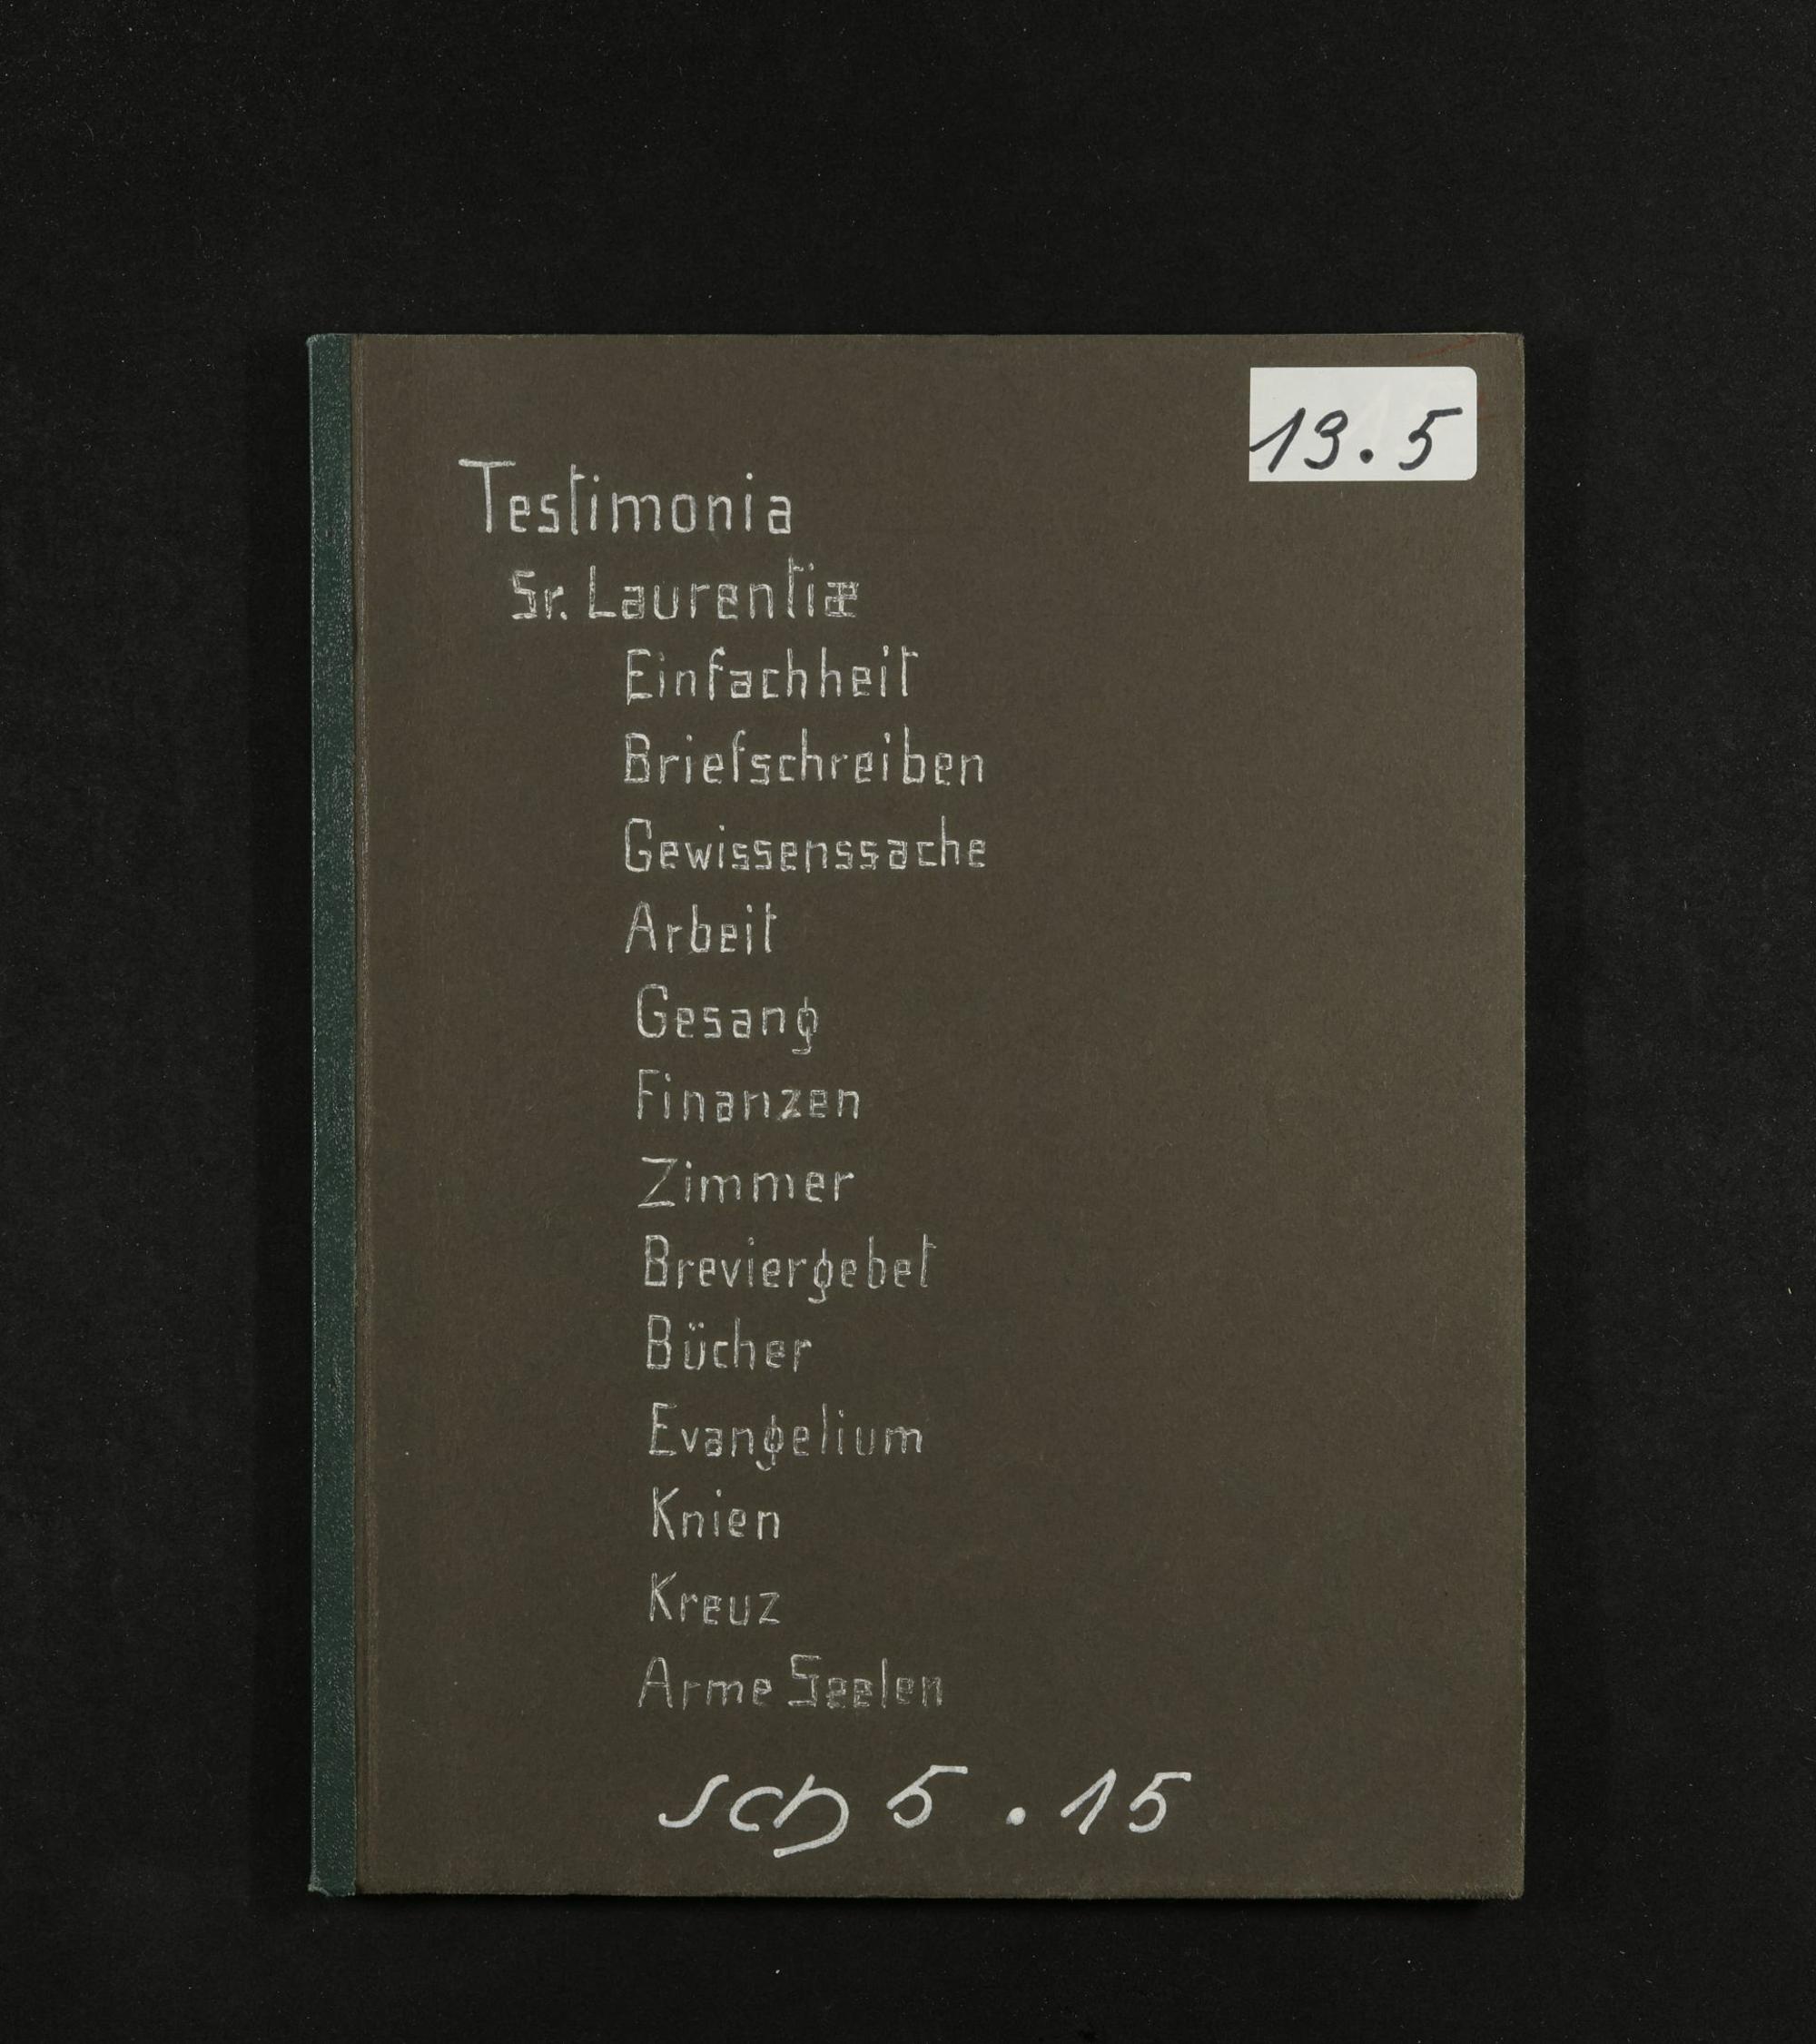 13.5
Testimonia
Sr. Laurentiæ
Einfachheit
Briefschreiben
Gewissenssache
Arbeit
Gesang
Finanzen
Zimmer
Breviergebet
Bücher
Evangelium
Knien
Kreuz
Arme Seelen
sch 5.15